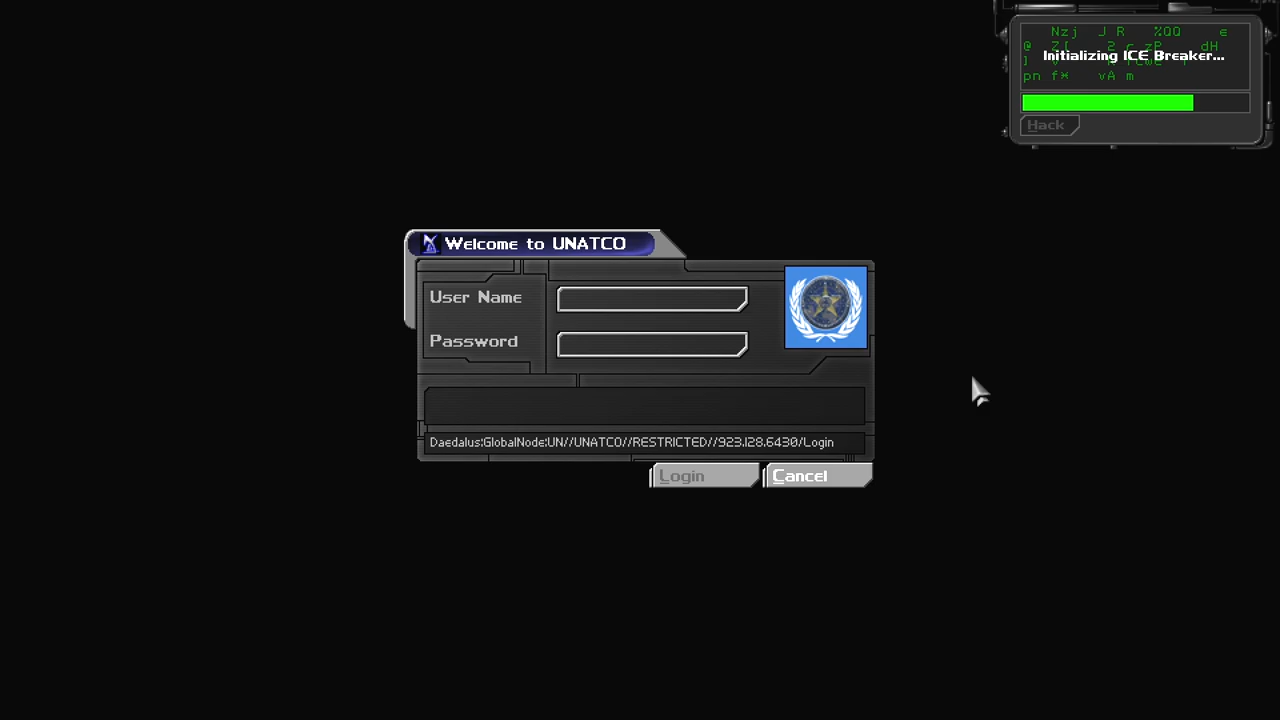 Initializing ICE Breaker...
Hack
Welcome to UNATCO
User Name
Password
Daedalus:GlobalNode:UN//UNATCO//RESTRICTED//923.128.6430/Login
Login
Cancel